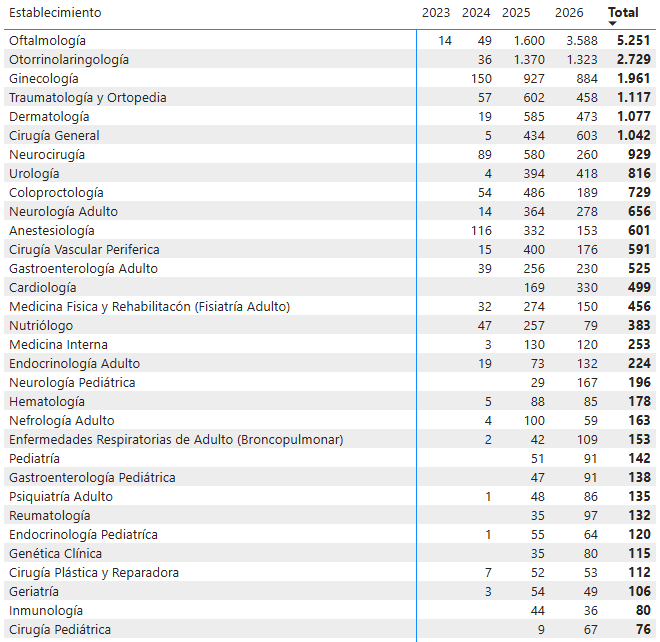 Establecimiento 2023 2024 2025 2026 Total
Oftalmología 14 49 1.600 3.588 5.251
Otorrinolaringología 36 1.370 1.323 2.729
Ginecología 150 927 884 1.961
Traumatología y Ortopedia 57 602 458 1.117
Dermatología 19 585 473 1.077
Cirugía General 5 434 603 1.042
Neurocirugía 89 580 260 929
Urología 4 394 418 816
Coloproctología 54 486 189 729
Neurología Adulto 14 364 278 656
Anestesiología 116 332 153 601
Cirugía Vascular Periferica 15 400 176 591
Gastroenterología Adulto 39 256 230 525
Cardiología 169 330 499
Medicina Fisica y Rehabilitacón (Fisiatría Adulto) 32 274 150 456
Nutriólogo 47 257 79 383
Medicina Interna 3 130 120 253
Endocrinología Adulto 19 73 132 224
Neurología Pediátrica 29 167 196
Hematología 5 88 85 178
Nefrología Adulto 4 100 59 163
Enfermedades Respiratorias de Adulto (Broncopulmonar) 2 42 109 153
Pediatría 51 91 142
Gastroenterología Pediátrica 47 91 138
Psiquiatría Adulto 1 48 86 135
Reumatología 35 97 132
Endocrinología Pediatríca 1 55 64 120
Genética Clínica 35 80 115
Cirugía Plástica y Reparadora 7 52 53 112
Geriatría 3 54 49 106
Inmunología 44 36 80
Cirugía Pediátrica 9 67 76